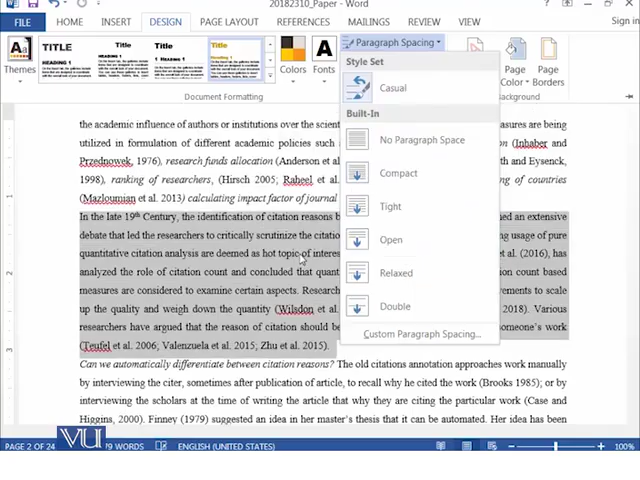 20182310_Paper - Word
FILE HOME INSERT DESIGN PAGE LAYOUT REFERENCES MAILINGS REVIEW VIEW Sign in
Themes
TITLE
Colors
Fonts
Paragraph Spacing
Page Color
Page Borders
Document Formatting
Style Set
Casual
Built-In
No Paragraph Space
Compact
Tight
Open
Relaxed
Double
Custom Paragraph Spacing...
the academic influence of authors or institutions over the scien
asures are being
utilized in formulation of different academic policies such
on (Inhaber and
Przednowek, 1976), research funds allocation (Anderson et al
and Eysenck,
1998), ranking of researchers, (Hirsch 2005; Raheel et al.
ng of countries
(Mazloumian et al. 2013) calculating impact factor of journal
In the late 19th Century, the identification of citation reasons b
ned an extensive
debate that led the researchers to critically scrutinize the citatio
ng usage of pure
quantitative citation analysis are deemed as hot topic of interes
et al. (2016), has
analyzed the role of citation count and concluded that quant
on count based
measures are considered to examine certain aspects. Researc
vements to scale
up the quality and weigh down the quantity (Wilsdon et
2018). Various
researchers have argued that the reason of citation should be
omeone's work
(Teufel et al. 2006; Valenzuela et al. 2015; Zhu et al. 2015).
Can we automatically differentiate between citation reasons? The old citations annotation approaches work manually
by interviewing the citer, sometimes after publication of article, to recall why he cited the work (Brooks 1985); or by
interviewing the scholars at the time of writing the article that why they are citing the particular work (Case and
Higgins, 2000). Finney (1979) suggested an idea in her master's thesis that it can be automated. Her idea has been
PAGE 2 OF 24
79 WORDS
ENGLISH (UNITED STATES)
100%
VU